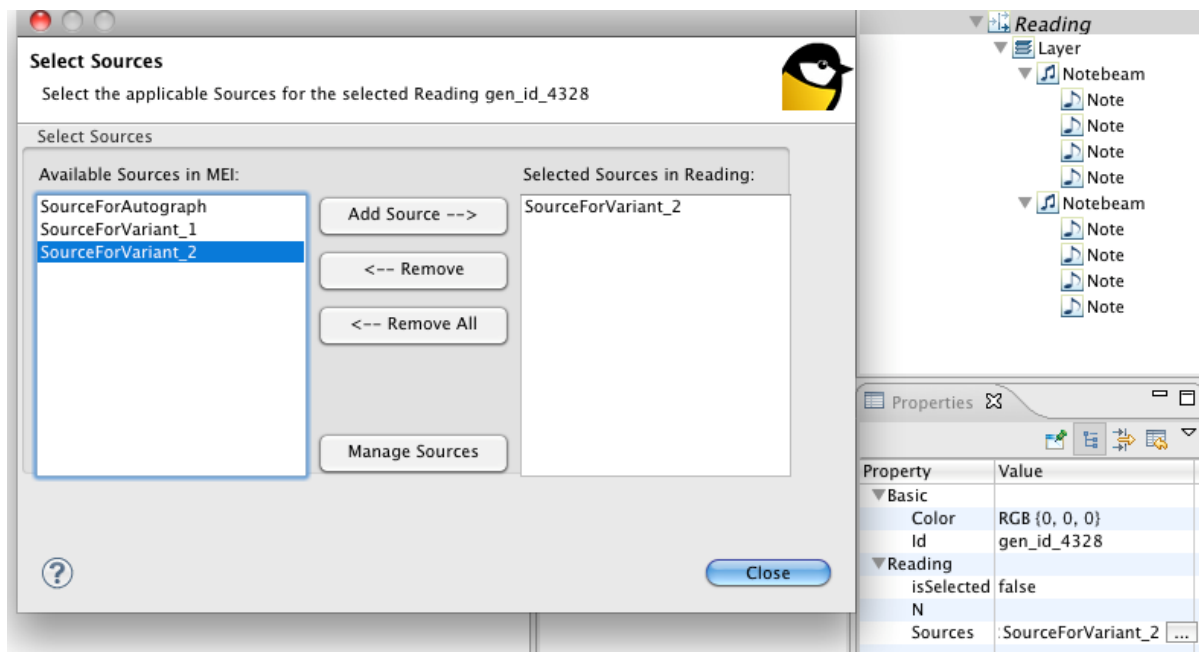 Select Sources
Select the applicable Sources for the selected Reading gen_id_4328
Select Sources
Available Sources in MEI:
SourceForAutograph
SourceForVariant_1
SourceForVariant_2
Add Source -->
<-- Remove
<-- Remove All
Manage Sources
Selected Sources in Reading:
SourceForVariant_2
?
Close
Reading
Layer
Notebeam
Note
Note
Note
Note
Notebeam
Note
Note
Note
Note
Properties
Property Value
Basic
Color RGB {0, 0, 0}
Id gen_id_4328
Reading
isSelected false
N
Sources :SourceForVariant_2 ...